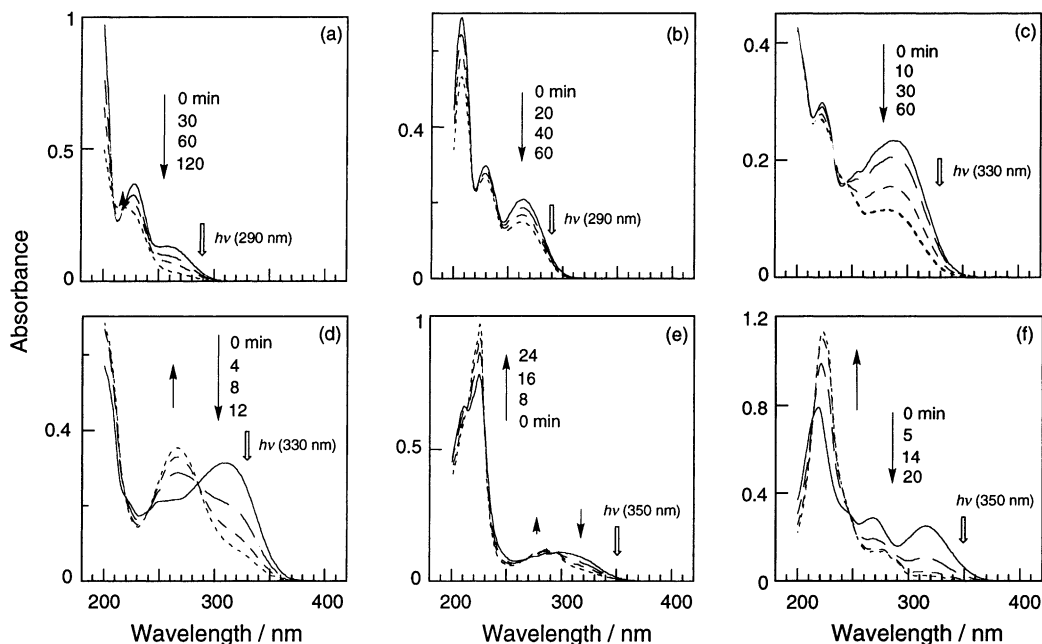 (a)
1
0.5
0
0 min
30
60
120
hν (290 nm)
(b)
0.4
0
0 min
20
40
60
hν (290 nm)
(c)
0.4
0.2
0
0 min
10
30
60
hν (330 nm)
Absorbance
(d)
0.4
0
0 min
4
8
12
hν (330 nm)
200 300 400
Wavelength / nm
(e)
1
0.5
0
24
16
8
0 min
hν (350 nm)
200 300 400
Wavelength / nm
(f)
1.2
0.8
0.4
0
0 min
5
14
20
hν (350 nm)
200 300 400
Wavelength / nm